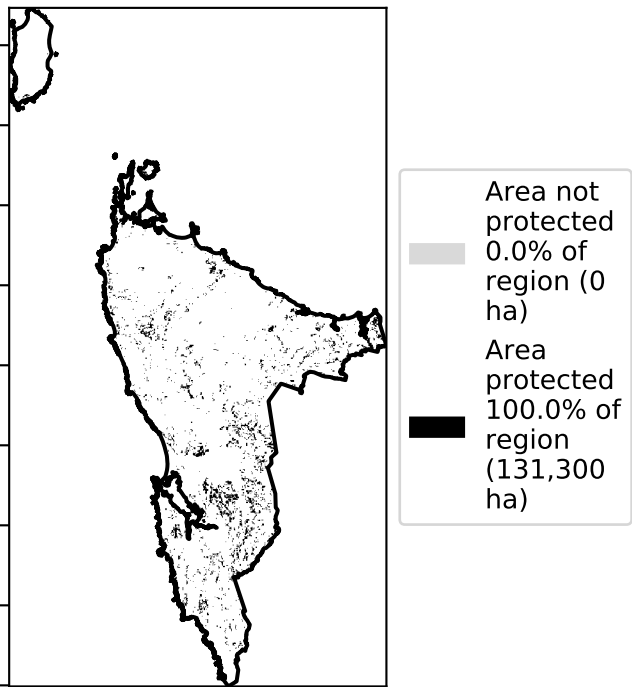 Area not
protected
0.0% of
region (0
ha)
Area
protected
100.0% of
region
(131,300
ha)